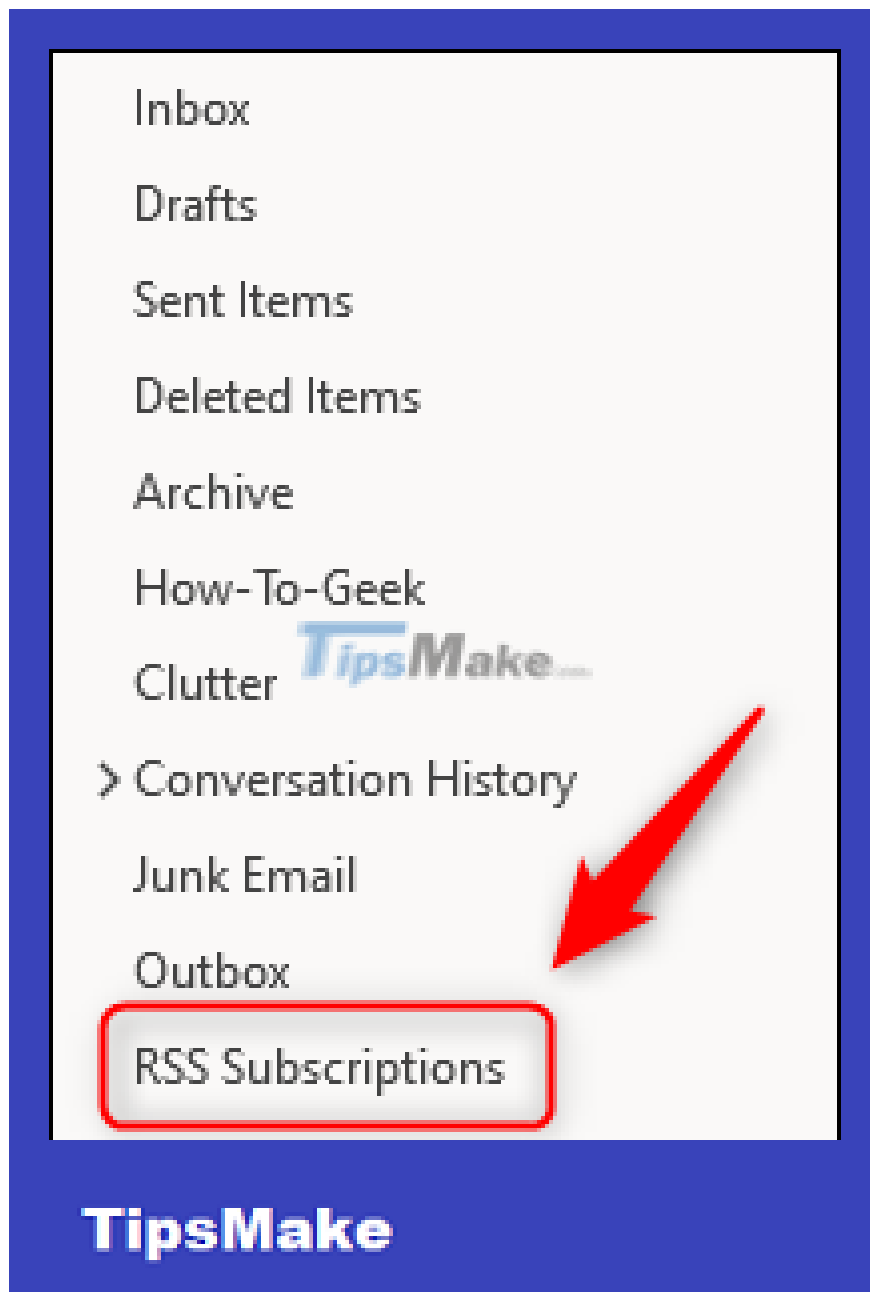 Inbox
Drafts
Sent Items
Deleted Items
Archive
How-To-Geek
TipsMake
Clutter
> Conversation History
Junk Email
Outbox
RSS Subscriptions
TipsMake